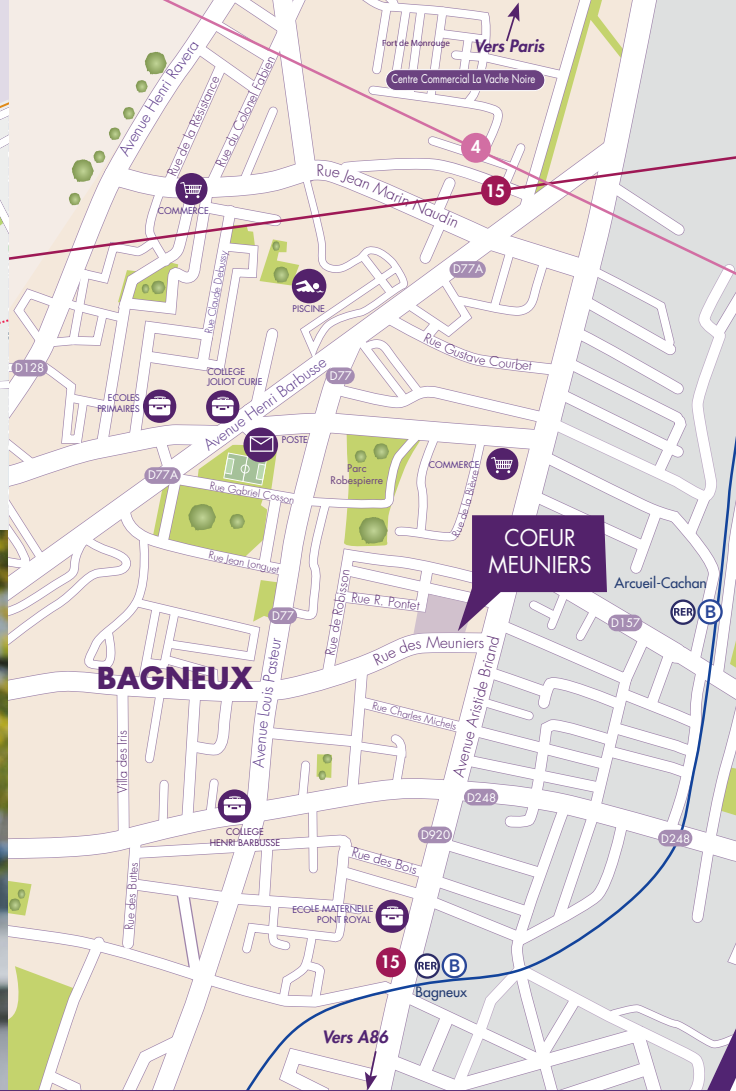 Fort de Monrouge
Vers Paris
Centre Commercial La Vache Noire
Avenue Henri Ravera
Rue de la Résistance
Rue du Colonel Fabien
4
15
Rue Jean Marin Naudin
COMMERCE
D77A
Rue Claude Debussy
PISCINE
Rue Gustave Courbet
D128
COLLEGE
JOLIOT CURIE
D77
ECOLES
PRIMAIRES
Avenue Henri Barbusse
POSTE
Parc
Robespierre
COMMERCE
D77A
Rue Gabriel Cosson
Rue de la Bièvre
COEUR
MEUNIERS
Rue Jean Longuet
Arcueil-Cachan
RER B
Rue de Robisson
Rue R. Pontet
D77
D157
Rue des Meuniers
BAGNEUX
Avenue Louis Pasteur
Avenue Aristide Briand
Rue Charles Michels
Villa des Iris
D248
COLLEGE
HENRI BARBUSSE
D920
D248
Rue des Bois
Rue des Buttes
ECOLE MATERNELLE
PONT ROYAL
15
RER B
Bagneux
Vers A86